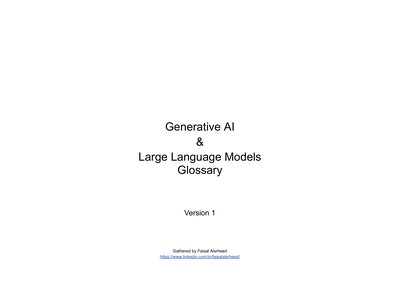 Generative AI
&
Large Language Models
Glossary
Version 1
Gathered by Faisal Alsrheed
https://www.linkedin.com/in/faisalalsrheed/